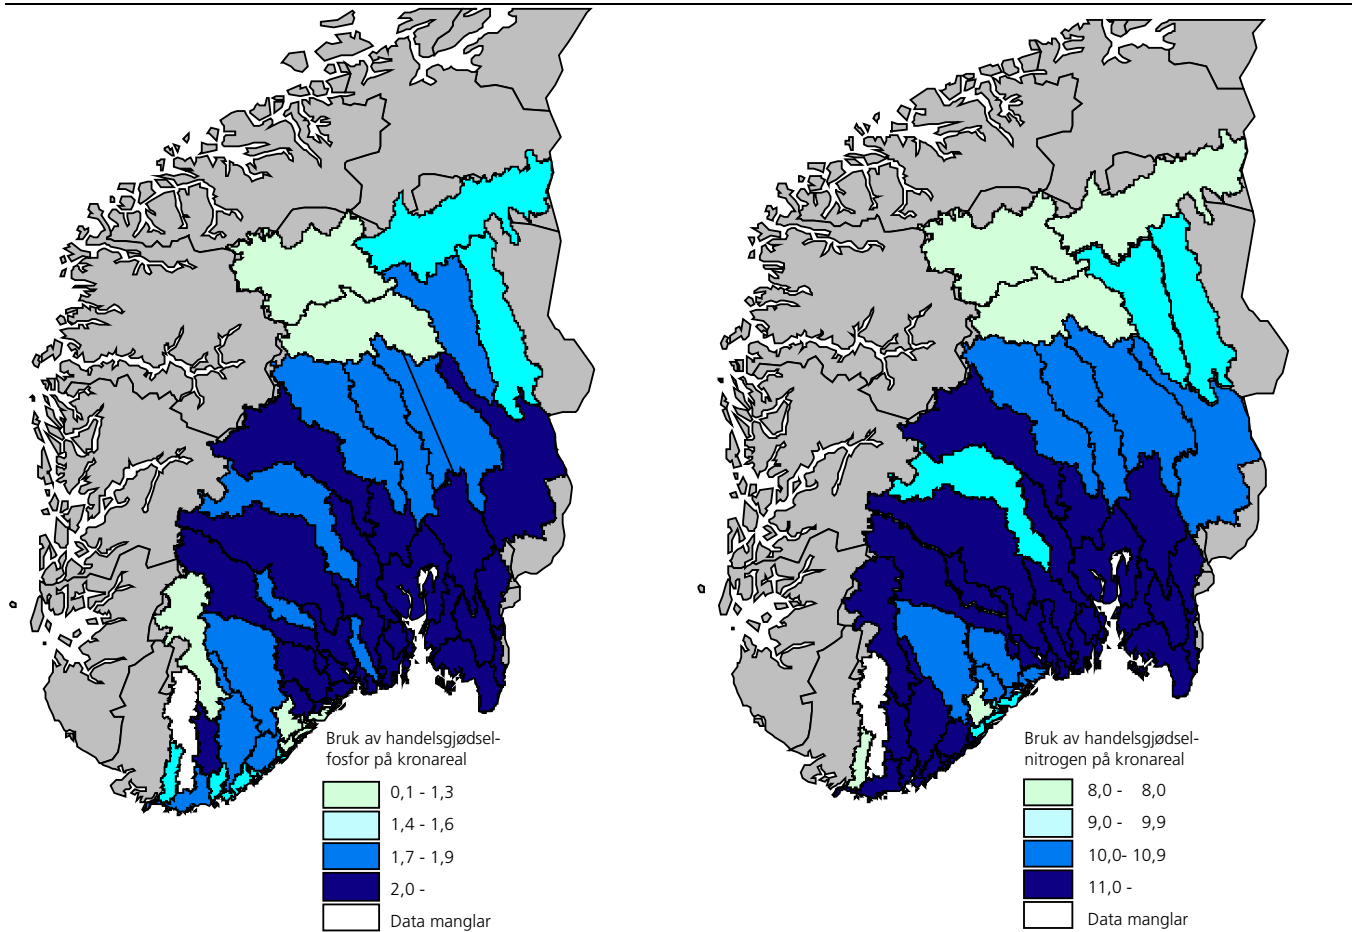 Bruk av handelsgjødsel-
fosfor på kronareal
0,1 - 1,3
1,4 - 1,6
1,7 - 1,9
2,0 -
Data manglar
Bruk av handelsgjødsel-
nitrogen på kronareal
8,0 - 8,0
9,0 - 9,9
10,0- 10,9
11,0 -
Data manglar